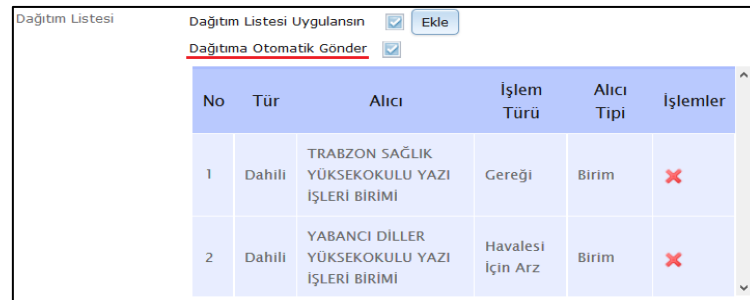 Dağıtım Listesi
Dağıtım Listesi Uygulansın Ekle
Dağıtıma Otomatik Gönder
No Tür Alıcı İşlem Türü Alıcı Tipi İşlemler
1 Dahili TRABZON SAĞLIK YÜKSEKOKULU YAZI İŞLERİ BİRİMİ Gereği Birim
2 Dahili YABANCI DİLLER YÜKSEKOKULU YAZI İŞLERİ BİRİMİ Havalesi İçin Arz Birim